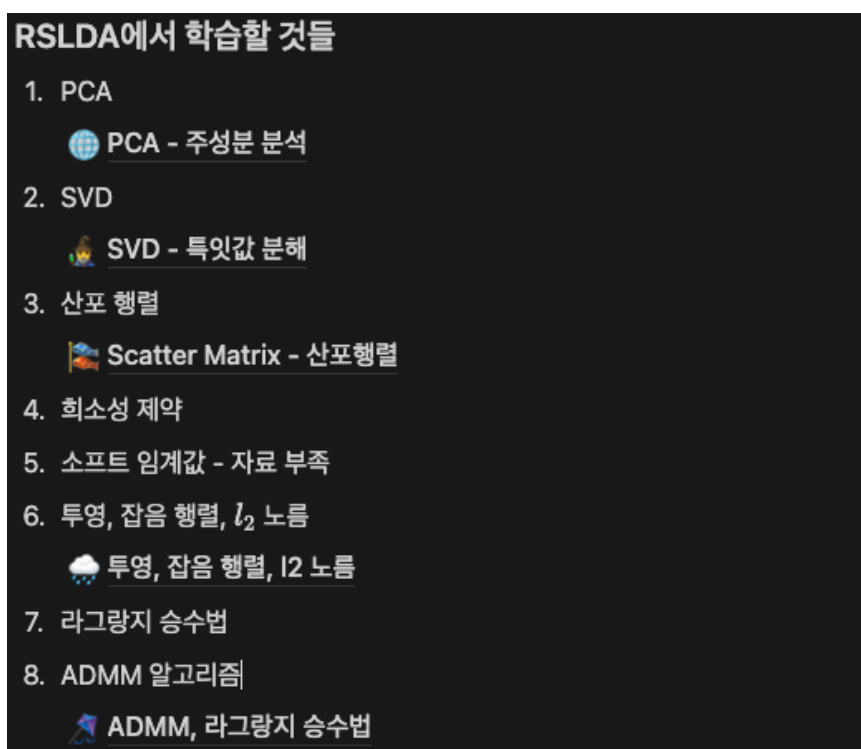 RSLDA에서 학습할 것들
1. PCA
PCA - 주성분 분석
2. SVD
SVD - 특잇값 분해
3. 산포 행렬
Scatter Matrix - 산포행렬
4. 희소성 제약
5. 소프트 임계값 - 자료 부족
6. 투영, 잡음 행렬, l₂ 노름
투영, 잡음 행렬, l2 노름
7. 라그랑지 승수법
8. ADMM 알고리즘
ADMM, 라그랑지 승수법